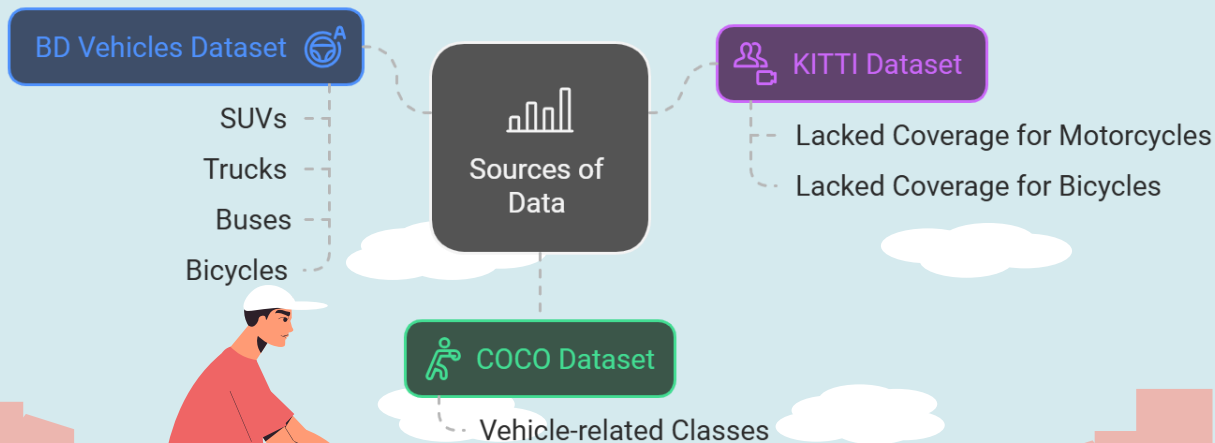 BD Vehicles Dataset
SUVs
Trucks
Buses
Bicycles
Sources of
Data
KITTI Dataset
Lacked Coverage for Motorcycles
Lacked Coverage for Bicycles
COCO Dataset
Vehicle-related Classes